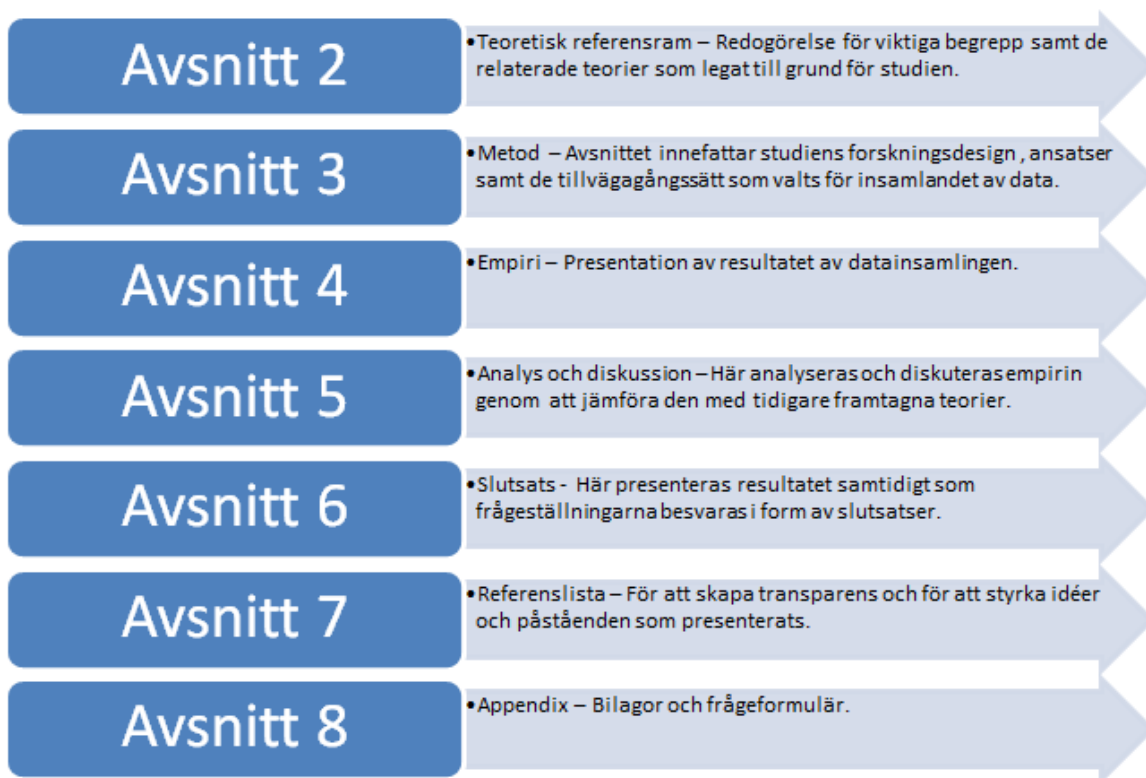 Avsnitt 2
•Teoretisk referensram – Redogörelse för viktiga begrepp samt de
relaterade teorier som legat till grund för studien.
Avsnitt 3
•Metod – Avsnittet innefattar studiens forskningsdesign , ansatser
samt de tillvägagångssätt som valts för insamlandet av data.
Avsnitt 4
•Empiri – Presentation av resultatet av datainsamlingen.
Avsnitt 5
•Analys och diskussion – Här analyseras och diskuteras empirin
genom att jämföra den med tidigare framtagna teorier.
Avsnitt 6
•Slutsats - Här presenteras resultatet samtidigt som
frågeställningarna besvaras i form av slutsatser.
Avsnitt 7
•Referenslista – För att skapa transparens och för att styrka idéer
och påståenden som presenterats.
Avsnitt 8
•Appendix – Bilagor och frågeformulär.